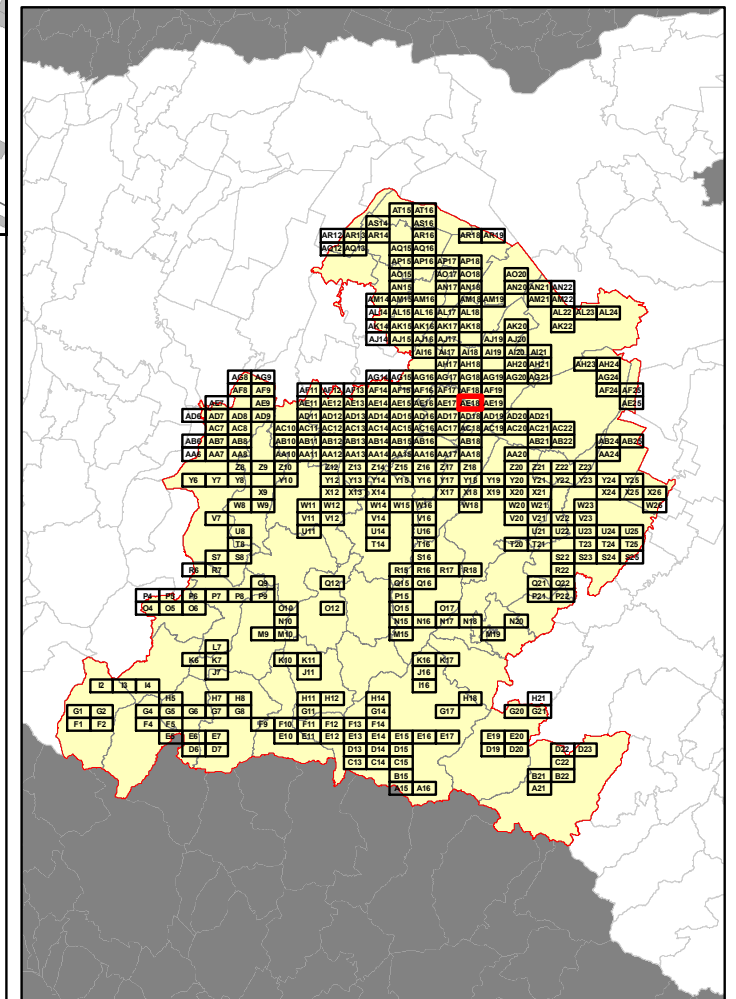 AT15 AT16
AS14 AS16
AR12 AR13 AR14 AR16 AR18 AR19
AQ12 AQ13 AQ15 AQ16
AP15 AP16 AP17 AP18
AO15 AO17 AO18 AO20
AN15 AN17 AN18 AN20 AN21 AN22
AM14 AM15 AM16 AM18 AM19 AM21 AM22
AL14 AL15 AL16 AL17 AL18 AL22 AL23 AL24
AK14 AK15 AK16 AK17 AK18 AK20 AK22
AJ14 AJ15 AJ16 AJ17 AJ19 AJ20
AI16 AI17 AI18 AI19 AI20 AI21
AH17 AH18 AH20 AH21 AH23 AH24
AG8 AG9 AG14 AG15 AG16 AG17 AG18 AG19 AG20 AG21 AG24
AF8 AF9 AF11 AF12 AF13 AF14 AF15 AF16 AF17 AF18 AF19 AF24 AF25
AE7 AE9 AE11 AE12 AE13 AE14 AE15 AE16 AE17 AE18 AE19 AE25
AD6 AD7 AD8 AD9 AD11 AD12 AD13 AD14 AD15 AD16 AD17 AD18 AD19 AD20 AD21
AC7 AC8 AC10 AC11 AC12 AC13 AC14 AC15 AC16 AC17 AC18 AC19 AC20 AC21 AC22
AB6 AB7 AB8 AB10 AB11 AB12 AB13 AB14 AB15 AB16 AB18 AB21 AB22 AB24 AB25
AA6 AA7 AA8 AA10 AA11 AA12 AA13 AA14 AA15 AA16 AA17 AA18 AA20 AA24
Z8 Z9 Z10 Z12 Z13 Z14 Z15 Z16 Z17 Z18 Z20 Z21 Z22 Z23
Y6 Y7 Y8 Y10 Y12 Y13 Y14 Y15 Y16 Y17 Y18 Y19 Y20 Y21 Y22 Y23 Y24 Y25
X9 X12 X13 X14 X17 X18 X19 X20 X21 X24 X25 X26
W8 W9 W11 W12 W14 W15 W16 W18 W20 W21 W23 W26
V7 V11 V12 V14 V16 V20 V21 V22 V23
U8 U11 U14 U16 U21 U22 U23 U24 U25
T8 T14 T16 T20 T21 T23 T24 T25
S7 S8 S16 S22 S23 S24 S25
R6 R7 R15 R16 R17 R18 R22
Q9 Q12 Q15 Q16 Q21 Q22
P4 P5 P6 P7 P8 P9 P15 P21 P22
O4 O5 O6 O10 O12 O15 O17
N10 N15 N16 N17 N18 N20
M9 M10 M15 M19
L7
K6 K7 K10 K11 K16 K17
J7 J11 J16
I2 I3 I4 I16
H5 H7 H8 H11 H12 H14 H18 H21
G1 G2 G4 G5 G6 G7 G8 G11 G14 G17 G20 G21
F1 F2 F4 F5 F9 F10 F11 F12 F13 F14
E5 E6 E7 E10 E11 E12 E13 E14 E15 E16 E17 E19 E20
D6 D7 D13 D14 D15 D19 D20 D22 D23
C13 C14 C15 C22
B15 B21 B22
A15 A16 A21